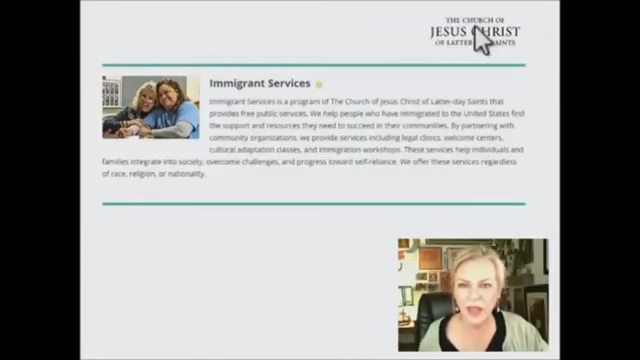 THE CHURCH OF
JESUS CHRIST
OF LATTER SAINTS
Immigrant Services
Immigrant Services is a program of The Church of Jesus Christ of Latter-day Saints that
provides free public services. We help people who have immigrated to the United States find
the support and resources they need to succeed in their communities. By partnering with
community organizations, we provide services including legal clinics, welcome centers,
cultural adaptation classes, and immigration workshops. These services help individuals and
families integrate into society, overcome challenges, and progress toward self-reliance. We offer these services regardless
of race, religion, or nationality.